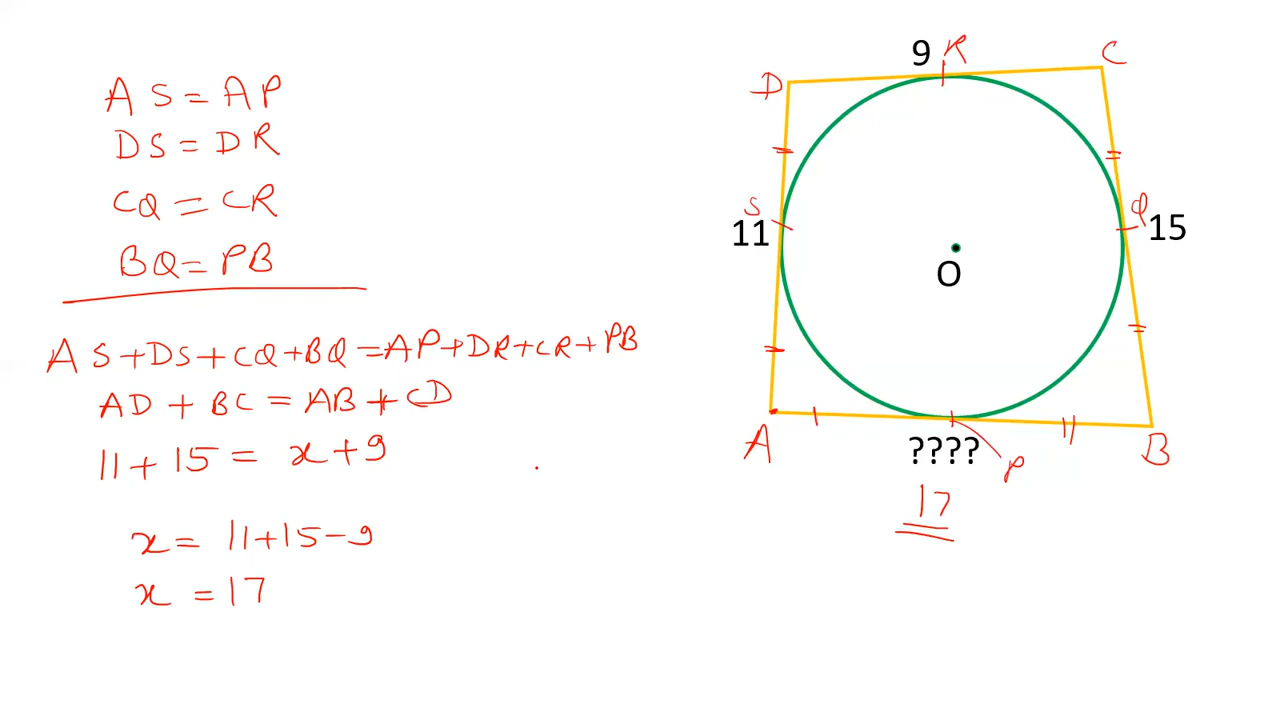 AS = AP
DS = DR
CQ = CR
BQ = PB
AS+DS+CQ+BQ =AP+DR+CR+PB
AD + BC = AB + CD
11+15 = x+9
x = 11+15-9
x = 17
9 R
D
C
S
Q
11
15
O
A
????
P
B
17